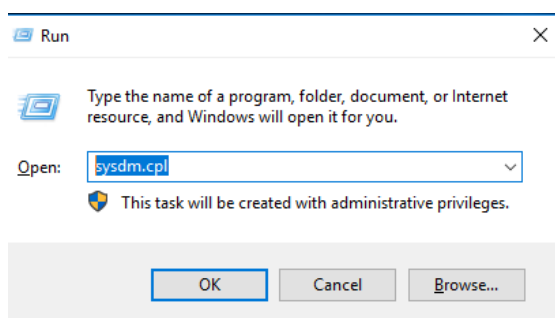 Run
Type the name of a program, folder, document, or Internet
resource, and Windows will open it for you.
Open: sysdm.cpl
This task will be created with administrative privileges.
OK Cancel Browse...